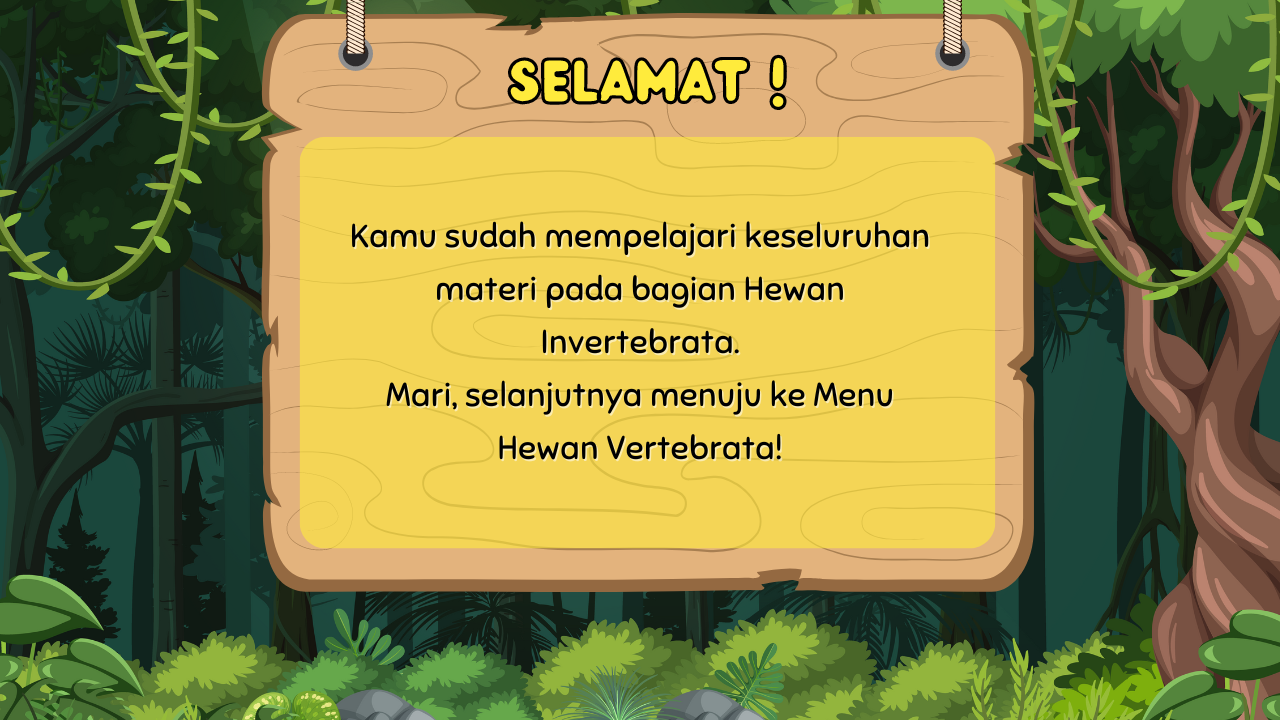 SELAMAT !
Kamu sudah mempelajari keseluruhan
materi pada bagian Hewan
Invertebrata.
Mari, selanjutnya menuju ke Menu
Hewan Vertebrata!